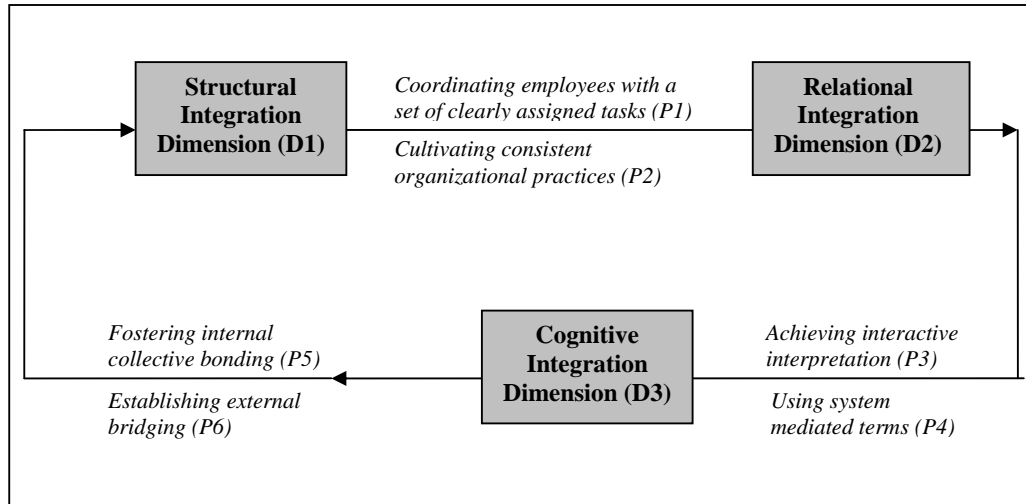 Structural
Integration
Dimension (D1)
Coordinating employees with a
set of clearly assigned tasks (P1)
Cultivating consistent
organizational practices (P2)
Relational
Integration
Dimension (D2)
Fostering internal
collective bonding (P5)
Establishing external
bridging (P6)
Cognitive
Integration
Dimension (D3)
Achieving interactive
interpretation (P3)
Using system
mediated terms (P4)